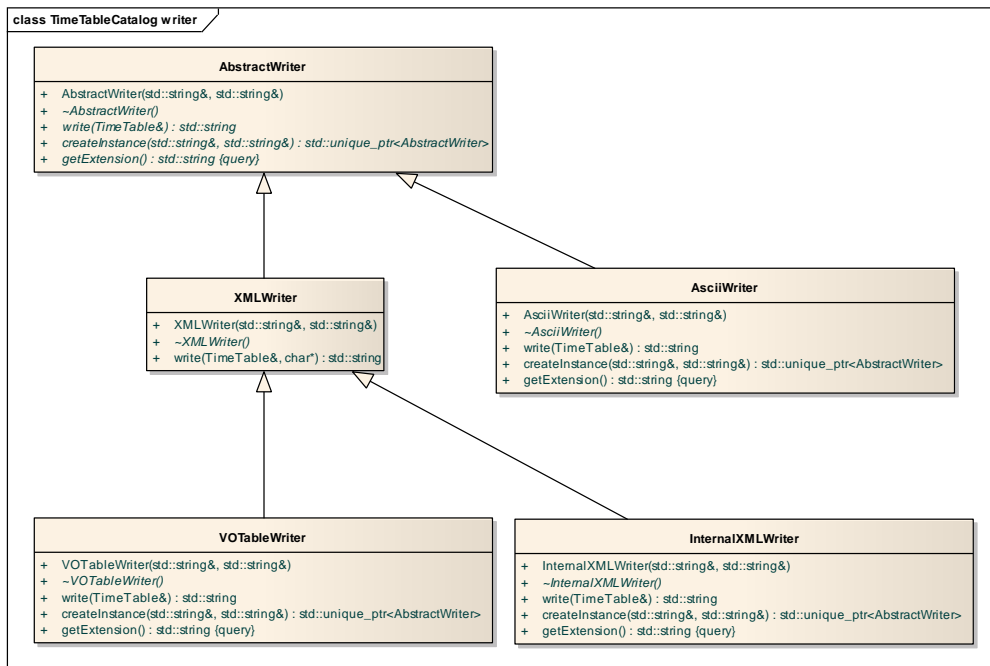 class TimeTableCatalog writer
AbstractWriter
+ AbstractWriter(std::string&, std::string&)
+ ~AbstractWriter()
+ write(TimeTable&) : std::string
+ createInstance(std::string&, std::string&) : std::unique_ptr<AbstractWriter>
+ getExtension() : std::string {query}
XMLWriter
+ XMLWriter(std::string&, std::string&)
+ ~XMLWriter()
+ write(TimeTable&, char*) : std::string
AsciiWriter
+ AsciiWriter(std::string&, std::string&)
+ ~AsciiWriter()
+ write(TimeTable&) : std::string
+ createInstance(std::string&, std::string&) : std::unique_ptr<AbstractWriter>
+ getExtension() : std::string {query}
VOTableWriter
+ VOTableWriter(std::string&, std::string&)
+ ~VOTableWriter()
+ write(TimeTable&) : std::string
+ createInstance(std::string&, std::string&) : std::unique_ptr<AbstractWriter>
+ getExtension() : std::string {query}
InternalXMLWriter
+ InternalXMLWriter(std::string&, std::string&)
+ ~InternalXMLWriter()
+ write(TimeTable&) : std::string
+ createInstance(std::string&, std::string&) : std::unique_ptr<AbstractWriter>
+ getExtension() : std::string {query}